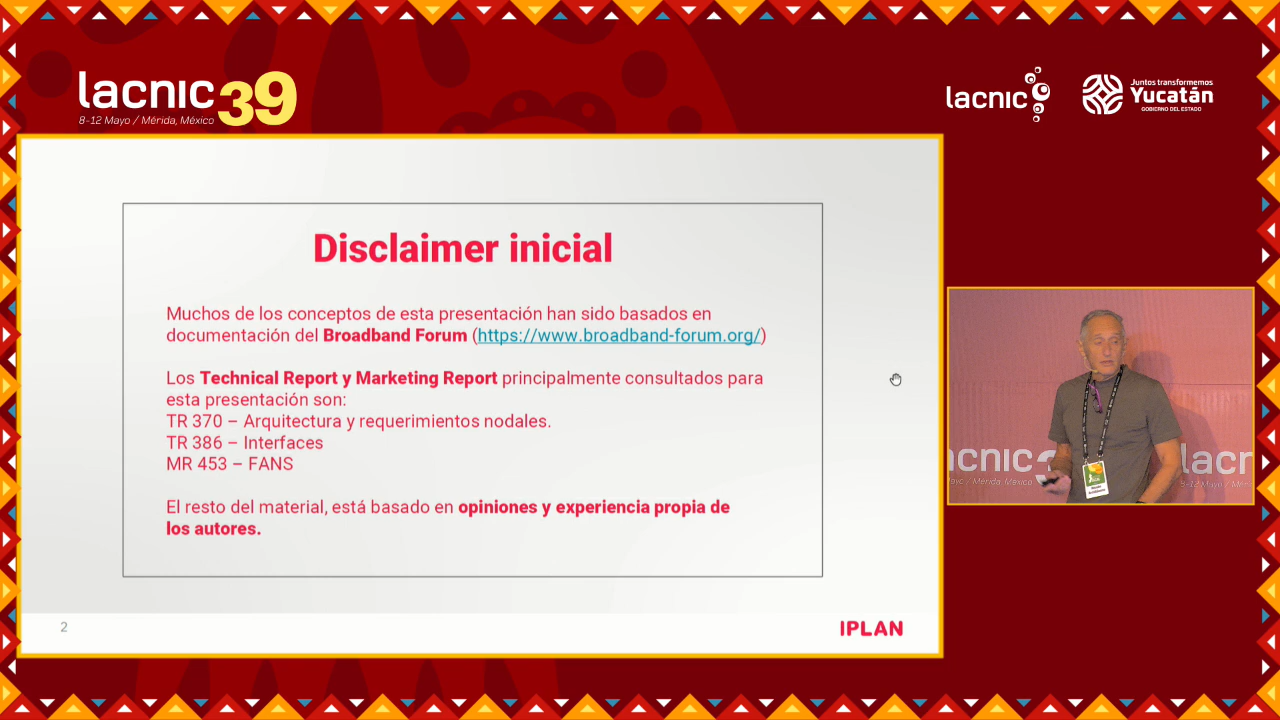 lacnic 39
8-12 Mayo / Mérida, México
lacnic
Juntos transformemos
Yucatán
GOBIERNO DEL ESTADO
Disclaimer inicial
Muchos de los conceptos de esta presentación han sido basados en
documentación del Broadband Forum (https://www.broadband-forum.org/)
Los Technical Report y Marketing Report principalmente consultados para
esta presentación son:
TR 370 – Arquitectura y requerimientos nodales.
TR 386 – Interfaces
MR 453 – FANS
El resto del material, está basado en opiniones y experiencia propia de
los autores.
2
IPLAN